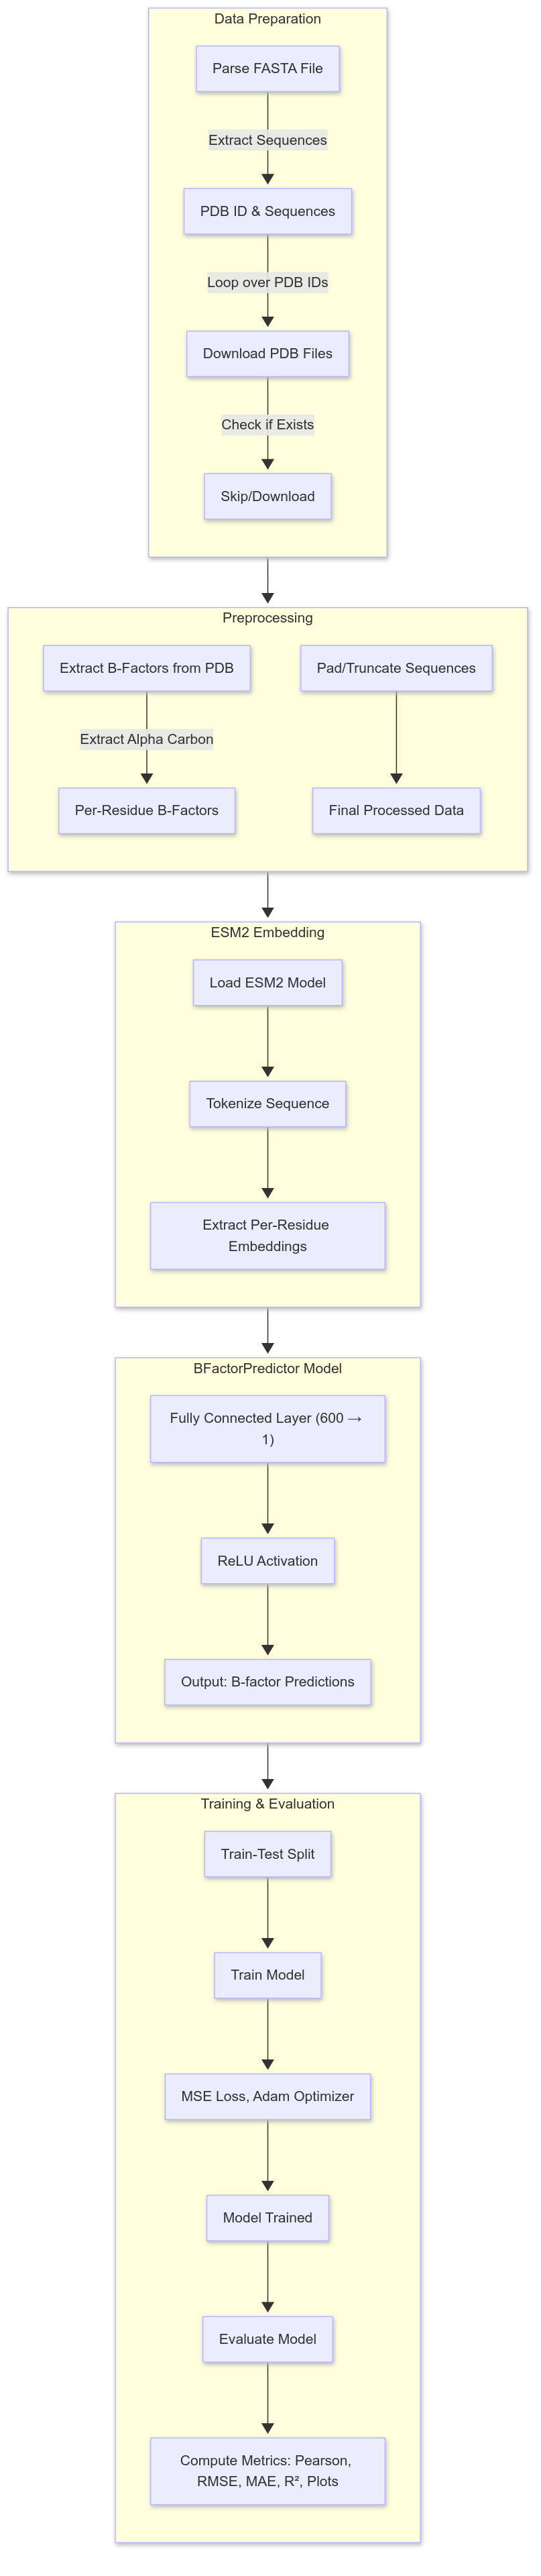 Data Preparation
Parse FASTA File
Extract Sequences
PDB ID & Sequences
Loop over PDB IDs
Download PDB Files
Check if Exists
Skip/Download
Preprocessing
Extract B-Factors from PDB
Pad/Truncate Sequences
Extract Alpha Carbon
Per-Residue B-Factors
Final Processed Data
ESM2 Embedding
Load ESM2 Model
Tokenize Sequence
Extract Per-Residue
Embeddings
BFactorPredictor Model
Fully Connected Layer (600 →
1)
ReLU Activation
Output: B-factor Predictions
Training & Evaluation
Train-Test Split
Train Model
MSE Loss, Adam Optimizer
Model Trained
Evaluate Model
Compute Metrics: Pearson,
RMSE, MAE, R², Plots